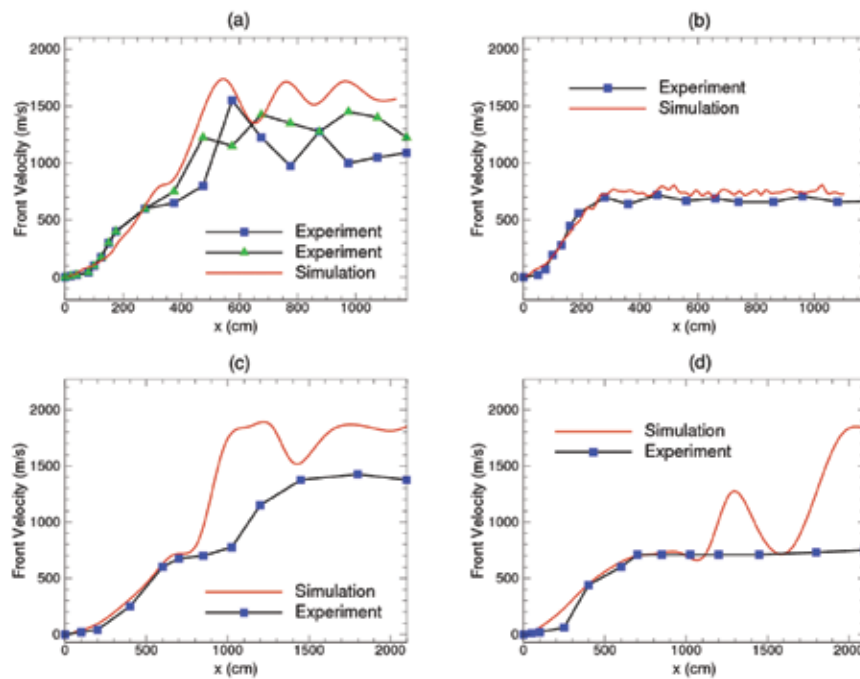 (a)
2000
1500
1000
500
0
Front Velocity (m/s)
0 200 400 600 800 1000
x (cm)
Experiment
Experiment
Simulation
(b)
2000
1500
1000
500
0
Front Velocity (m/s)
0 200 400 600 800 1000
x (cm)
Experiment
Simulation
(c)
2000
1500
1000
500
0
Front Velocity (m/s)
0 500 1000 1500 2000
x (cm)
Simulation
Experiment
(d)
2000
1500
1000
500
0
Front Velocity (m/s)
0 500 1000 1500 2000
x (cm)
Simulation
Experiment